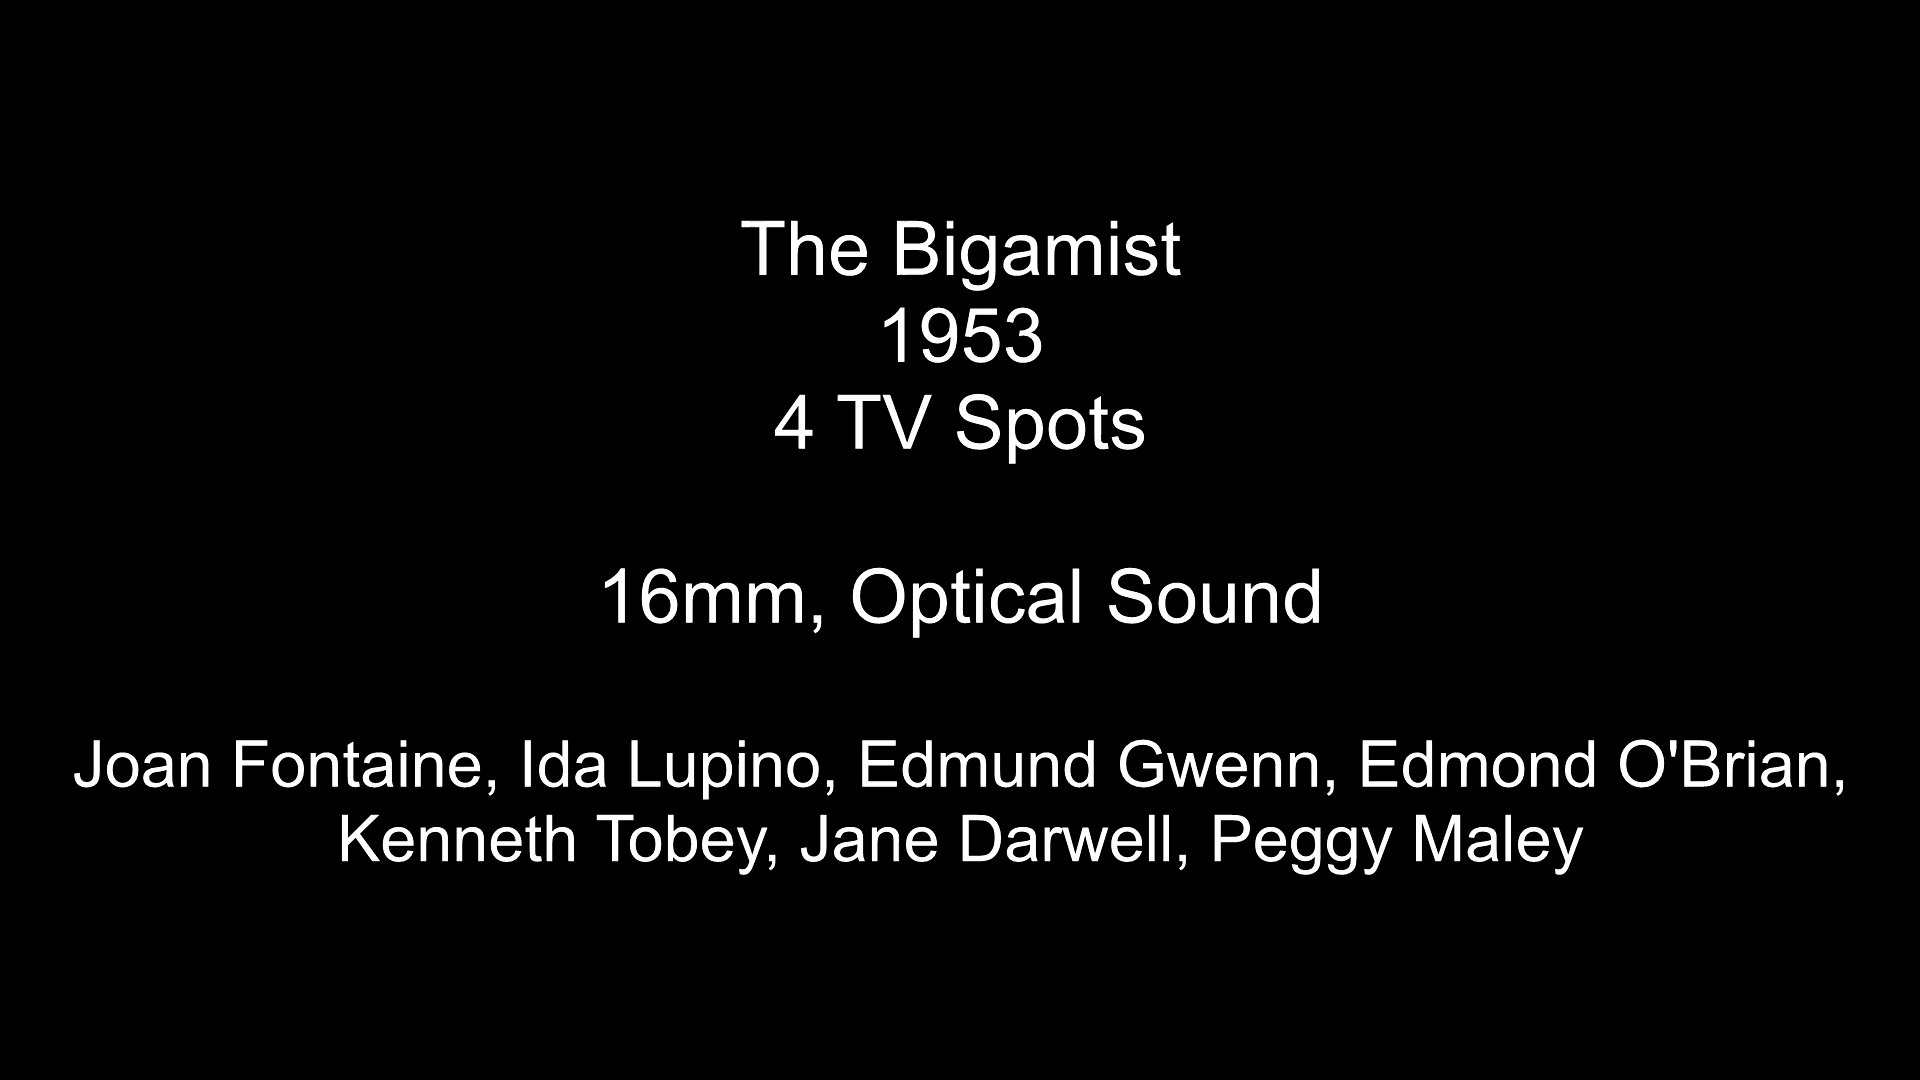 The Bigamist
1953
4 TV Spots
16mm, Optical Sound
Joan Fontaine, Ida Lupino, Edmund Gwenn, Edmond O'Brian,
Kenneth Tobey, Jane Darwell, Peggy Maley